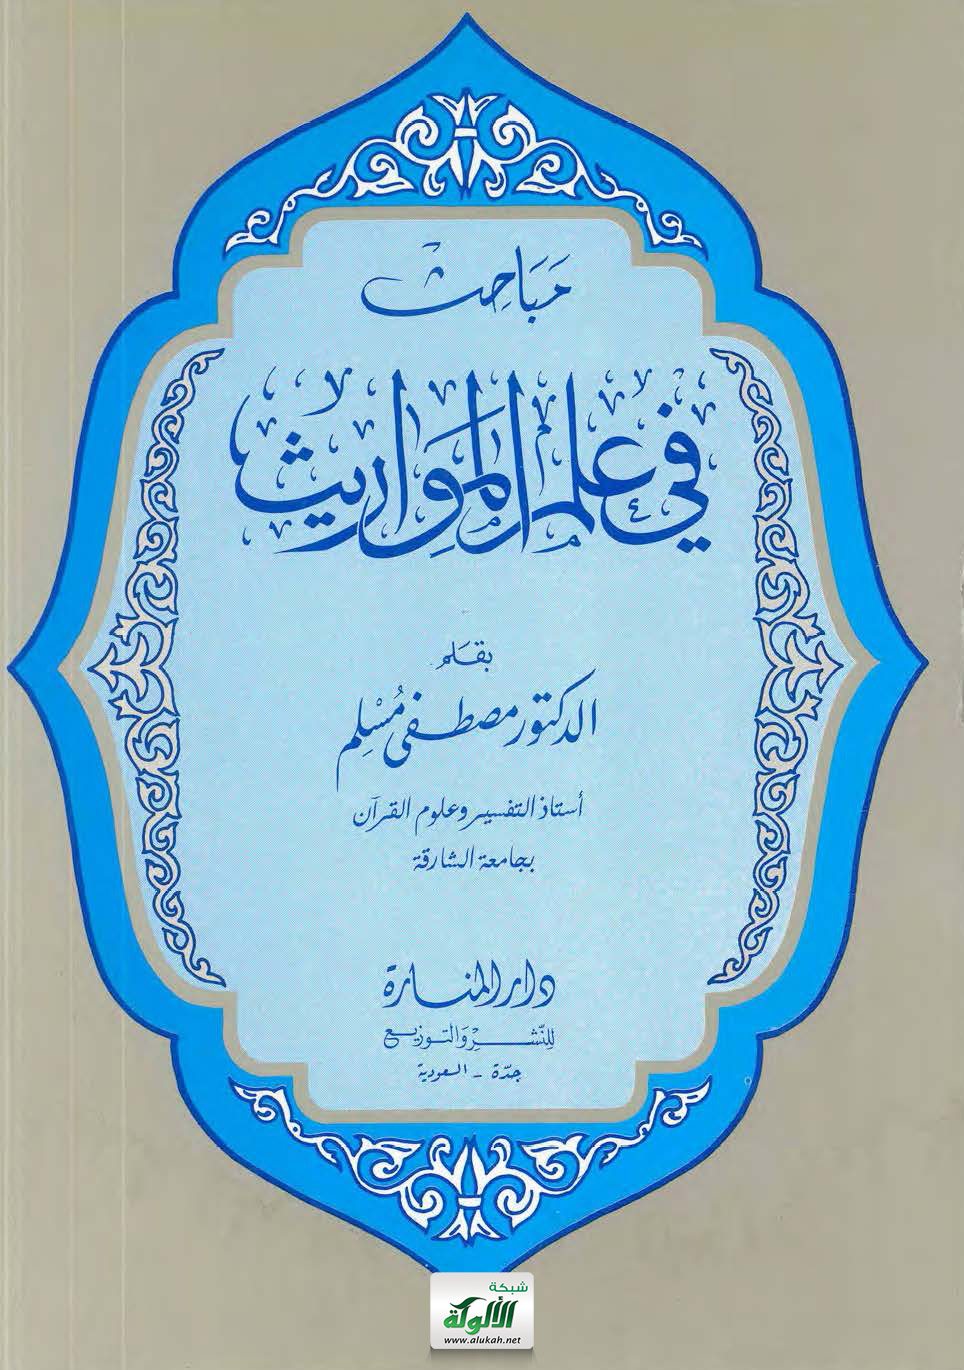 مباحث
في علم المواريث
بقلم
الدكتور مصطفى مسلم
أستاذ التفسير وعلوم القرآن
بجامعة الشارقة
دار المنارة
للنشر والتوزيع
جدة - السعودية
شبكة
الألوكة
www.alukah.net